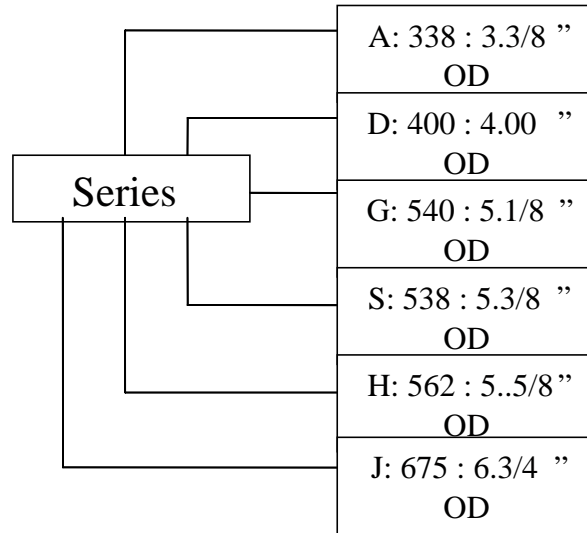 A: 338 : 3.3/8 ”
OD
D: 400 : 4.00 ”
OD
Series
G: 540 : 5.1/8 ”
OD
S: 538 : 5.3/8 ”
OD
H: 562 : 5..5/8”
OD
J: 675 : 6.3/4 ”
OD